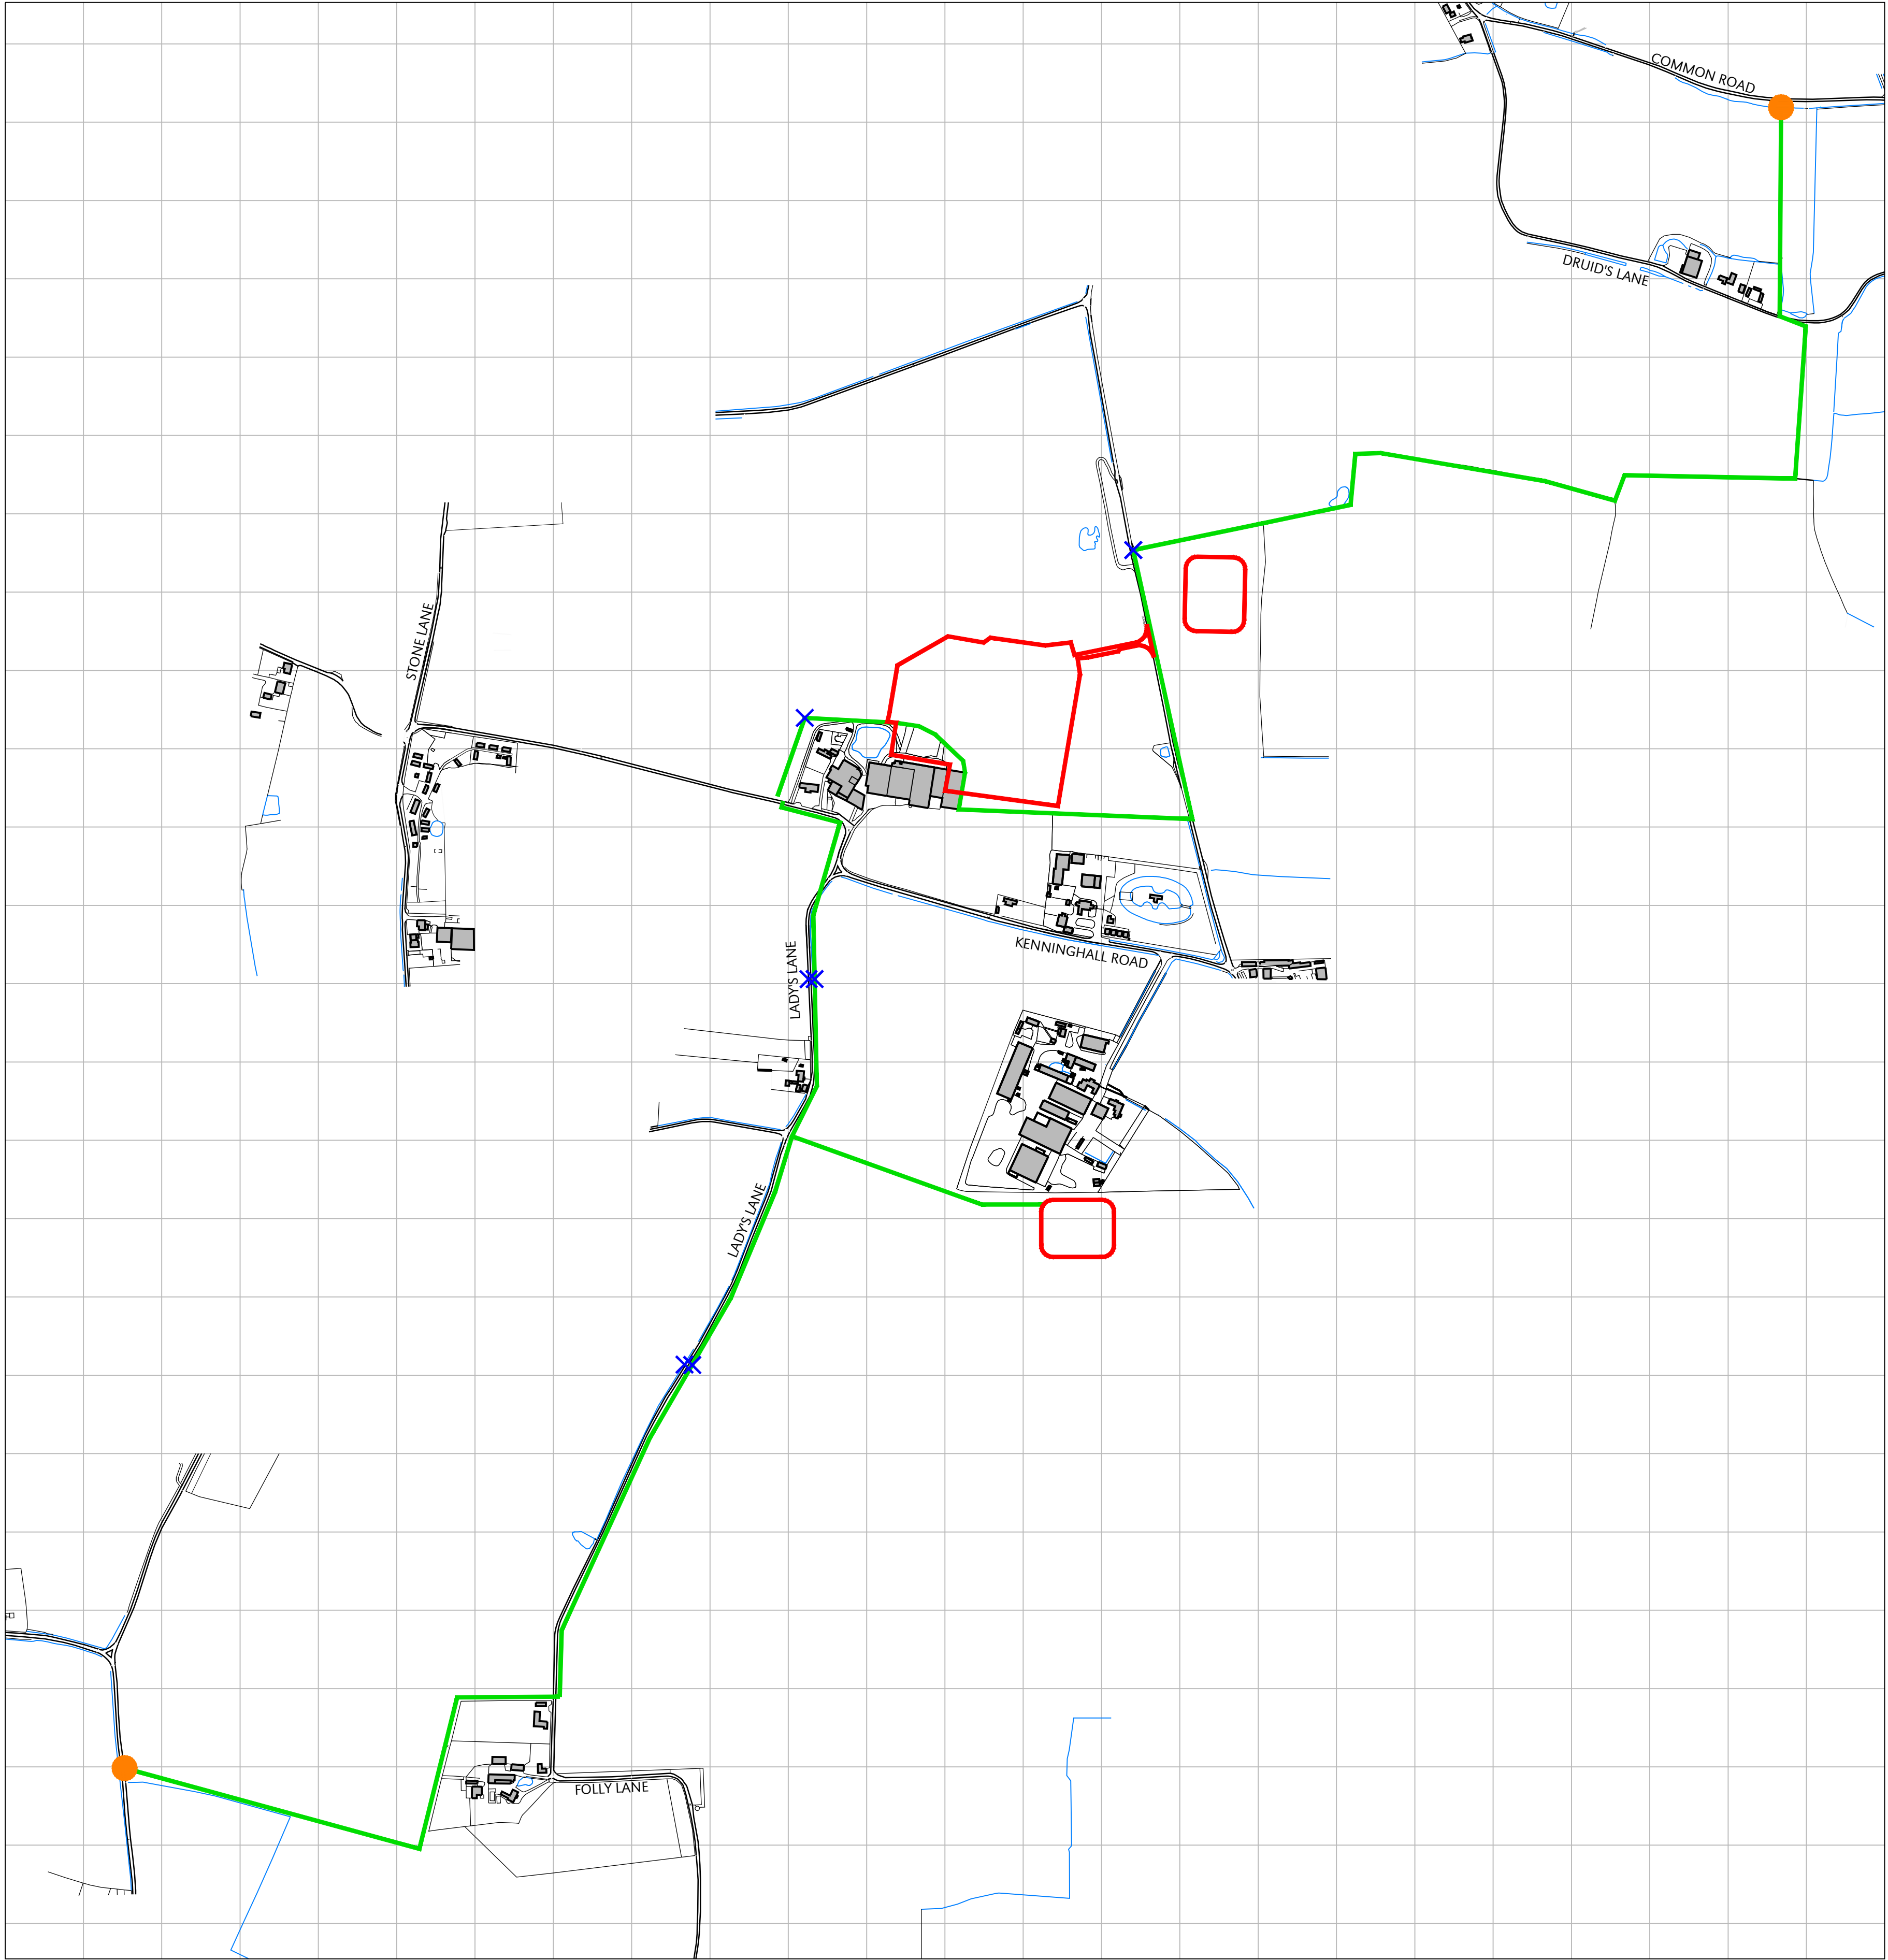 COMMON ROAD
DRUID'S LANE
STONE LANE
KENNINGHALL ROAD
LADY'S LANE
LADY'S LANE
FOLLY LANE